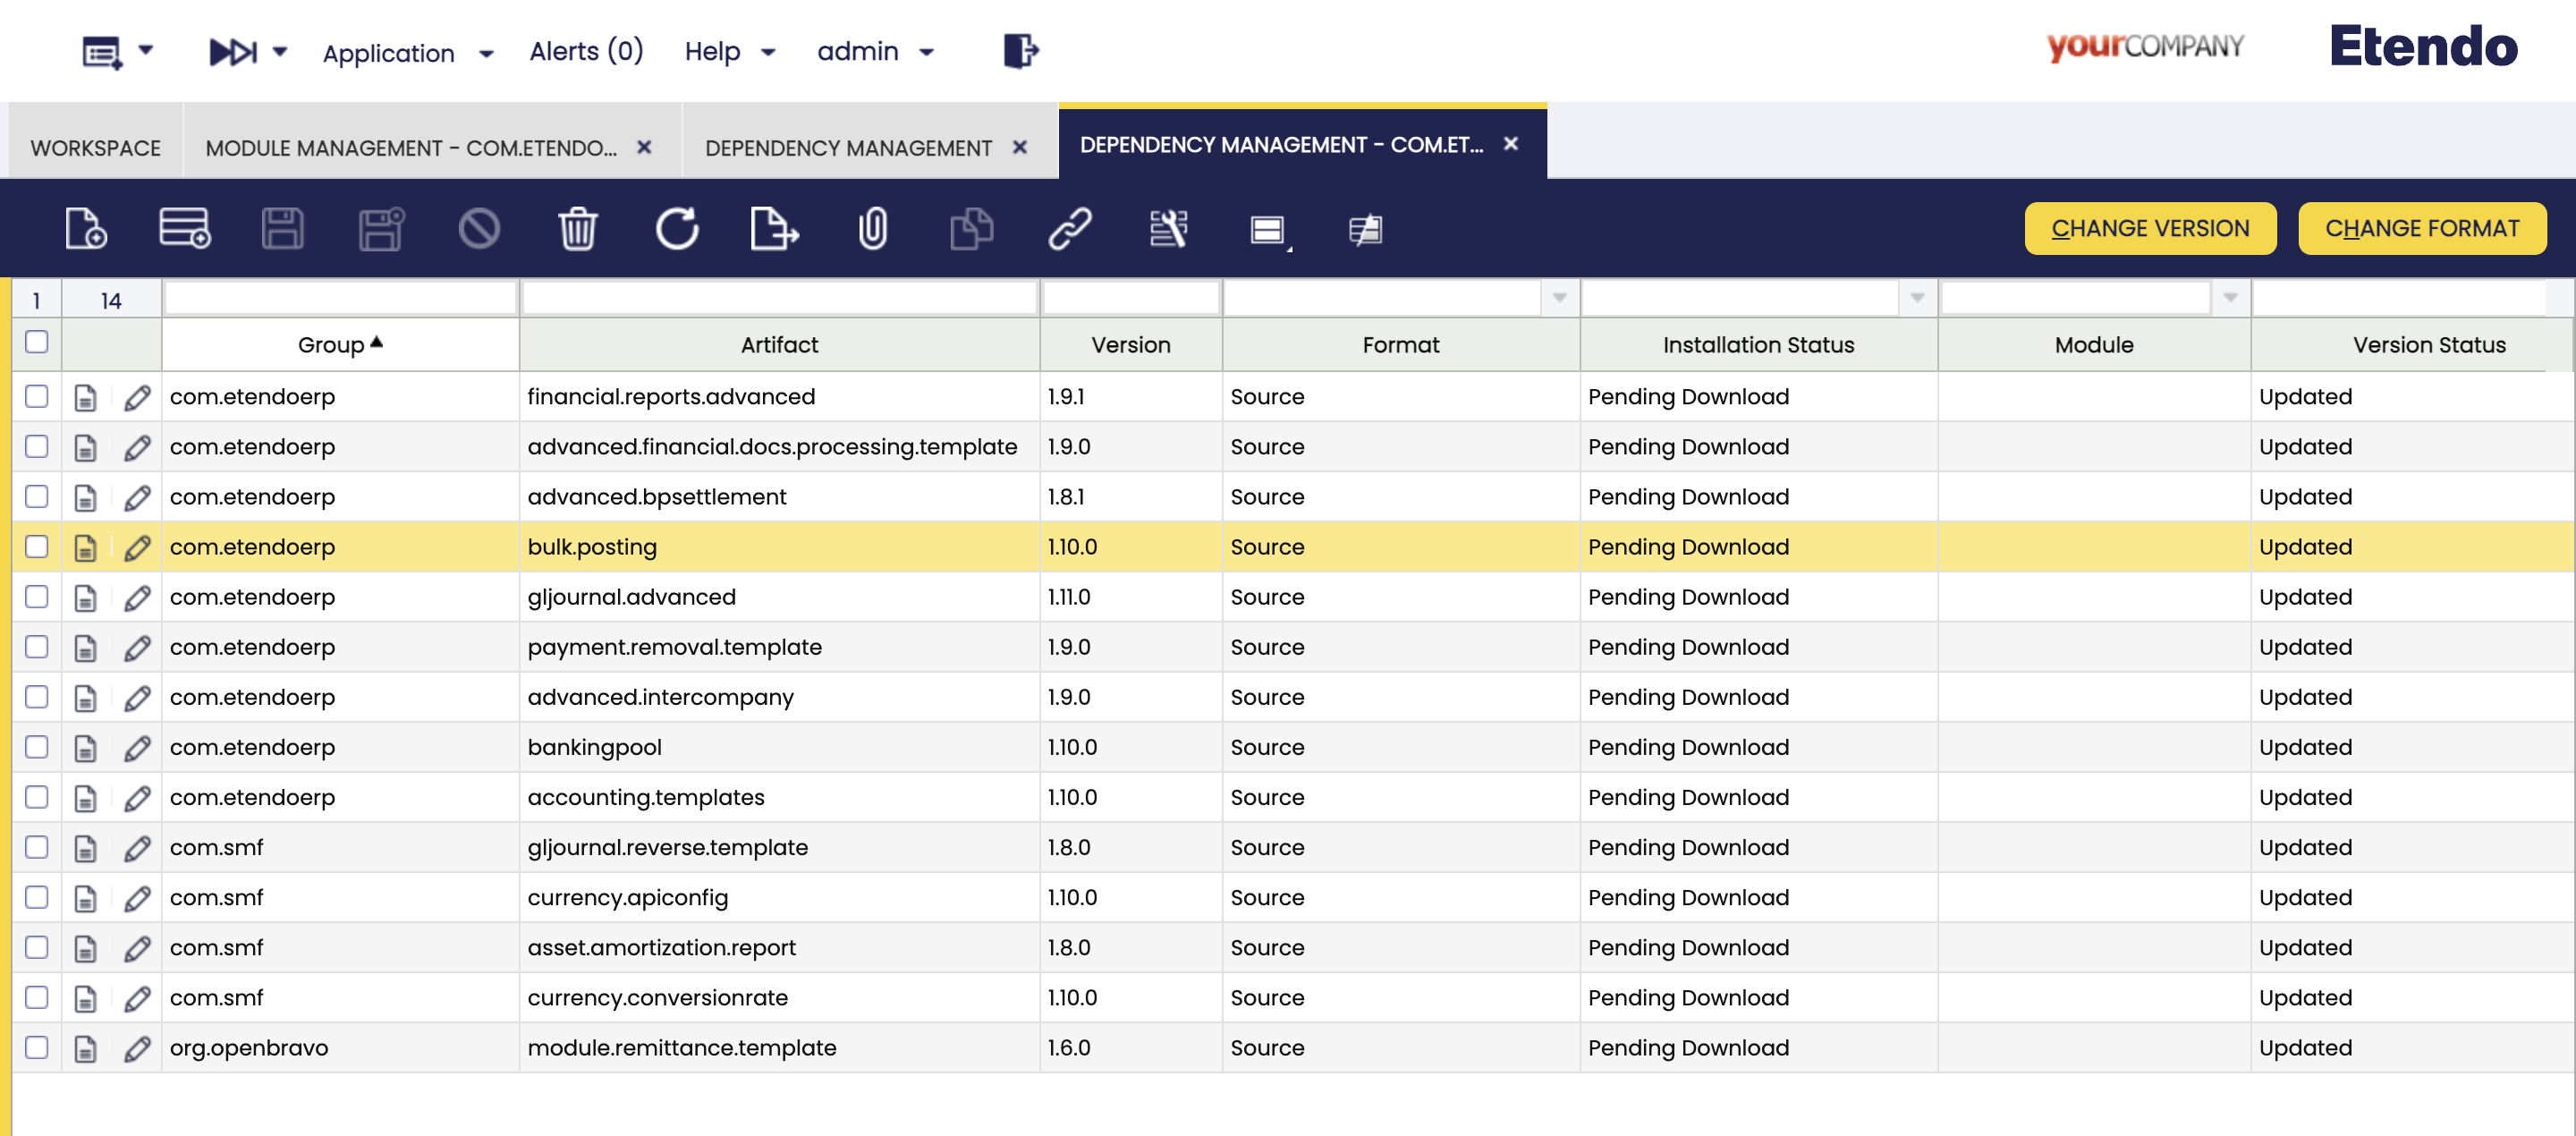 Application Alerts (0) Help admin yourCOMPANY Etendo
WORKSPACE MODULE MANAGEMENT - COM.ETENDO... DEPENDENCY MANAGEMENT DEPENDENCY MANAGEMENT - COM.ET...
CHANGE VERSION CHANGE FORMAT
1 14
Group Artifact Version Format Installation Status Module Version Status
com.etendoerp financial.reports.advanced 1.9.1 Source Pending Download Updated
com.etendoerp advanced.financial.docs.processing.template 1.9.0 Source Pending Download Updated
com.etendoerp advanced.bpsettlement 1.8.1 Source Pending Download Updated
com.etendoerp bulk.posting 1.10.0 Source Pending Download Updated
com.etendoerp gljournal.advanced 1.11.0 Source Pending Download Updated
com.etendoerp payment.removal.template 1.9.0 Source Pending Download Updated
com.etendoerp advanced.intercompany 1.9.0 Source Pending Download Updated
com.etendoerp bankingpool 1.10.0 Source Pending Download Updated
com.etendoerp accounting.templates 1.10.0 Source Pending Download Updated
com.smf gljournal.reverse.template 1.8.0 Source Pending Download Updated
com.smf currency.apiconfig 1.10.0 Source Pending Download Updated
com.smf asset.amortization.report 1.8.0 Source Pending Download Updated
com.smf currency.conversionrate 1.10.0 Source Pending Download Updated
org.openbravo module.remittance.template 1.6.0 Source Pending Download Updated